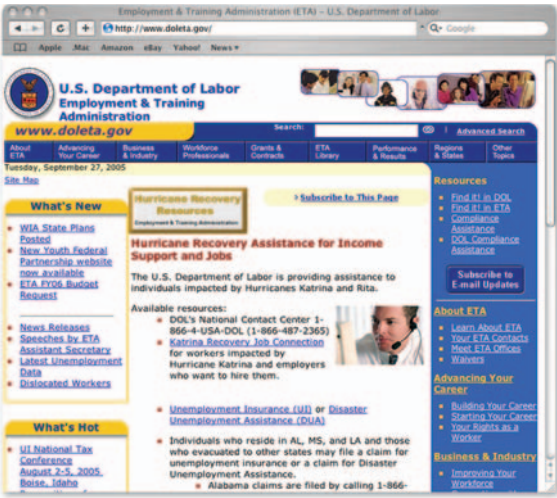 Employment & Training Administration (ETA) – U.S. Department of Labor
http://www.doleta.gov/
Google
Apple .Mac Amazon eBay Yahoo! News
U.S. Department of Labor
Employment & Training
Administration
www.doleta.gov
Search:
Advanced Search
About ETA
Advancing Your Career
Business & Industry
Workforce Professionals
Grants & Contracts
ETA Library
Performance & Results
Regions & States
Other Topics
Tuesday, September 27, 2005
Site Map
What's New
WIA State Plans
Posted
New Youth Federal
Partnership website
now available
ETA FY06 Budget
Request
News Releases
Speeches by ETA
Assistant Secretary
Latest Unemployment
Data
Dislocated Workers
What's Hot
UI National Tax
Conference
August 2-5, 2005,
Boise, Idaho
Hurricane Recovery
Resources
Employment & Training Administration
Subscribe to This Page
Hurricane Recovery Assistance for Income
Support and Jobs
The U.S. Department of Labor is providing assistance to
individuals impacted by Hurricanes Katrina and Rita.
Available resources:
DOL's National Contact Center 1-
866-4-USA-DOL (1-866-487-2365)
Katrina Recovery Job Connection
for workers impacted by
Hurricane Katrina and employers
who want to hire them.
Unemployment Insurance (UI) or Disaster
Unemployment Assistance (DUA)
Individuals who reside in AL, MS, and LA and those
who evacuated to other states may file a claim for
unemployment insurance or a claim for Disaster
Unemployment Assistance.
Alabama claims are filed by calling 1-866-
Resources
Find it! in DOL
Find it! in ETA
Compliance
Assistance
DOL Compliance
Assistance
Subscribe to
E-mail Updates
About ETA
Learn About ETA
Your ETA Contacts
Meet ETA Offices
Waivers
Advancing Your
Career
Building Your Career
Starting Your Career
Your Rights as a
Worker
Business & Industry
Improving Your
Workforce